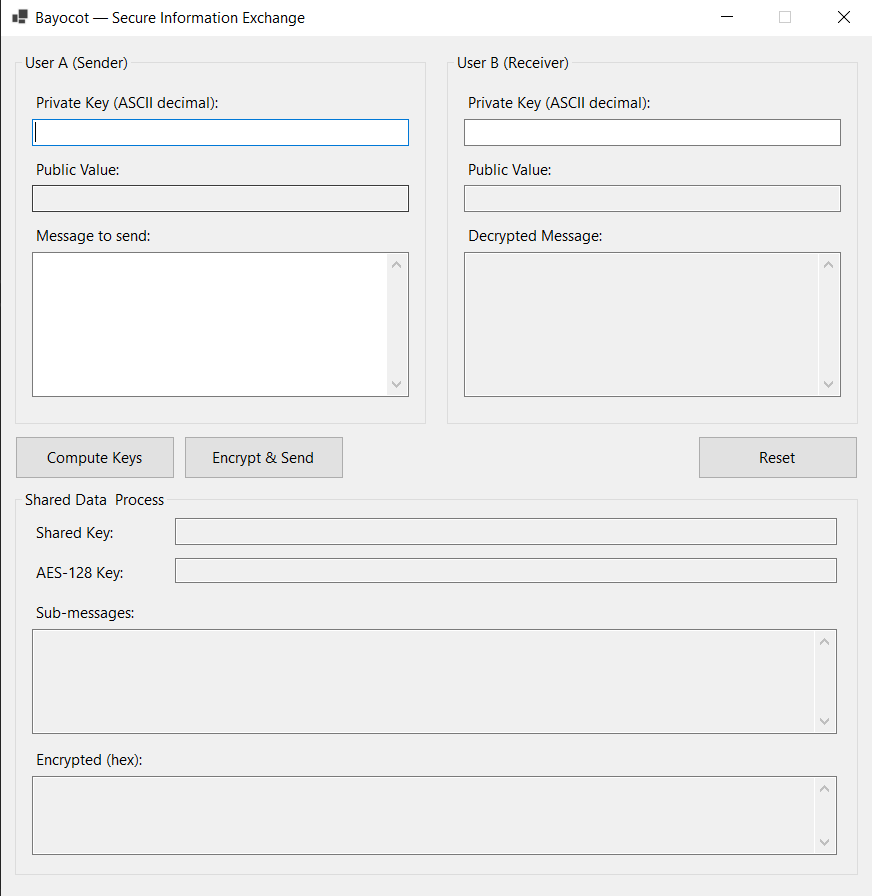 Bayocot — Secure Information Exchange
User A (Sender)
Private Key (ASCII decimal):
Public Value:
Message to send:
User B (Receiver)
Private Key (ASCII decimal):
Public Value:
Decrypted Message:
Compute Keys
Encrypt & Send
Reset
Shared Data  Process
Shared Key:
AES-128 Key:
Sub-messages:
Encrypted (hex):